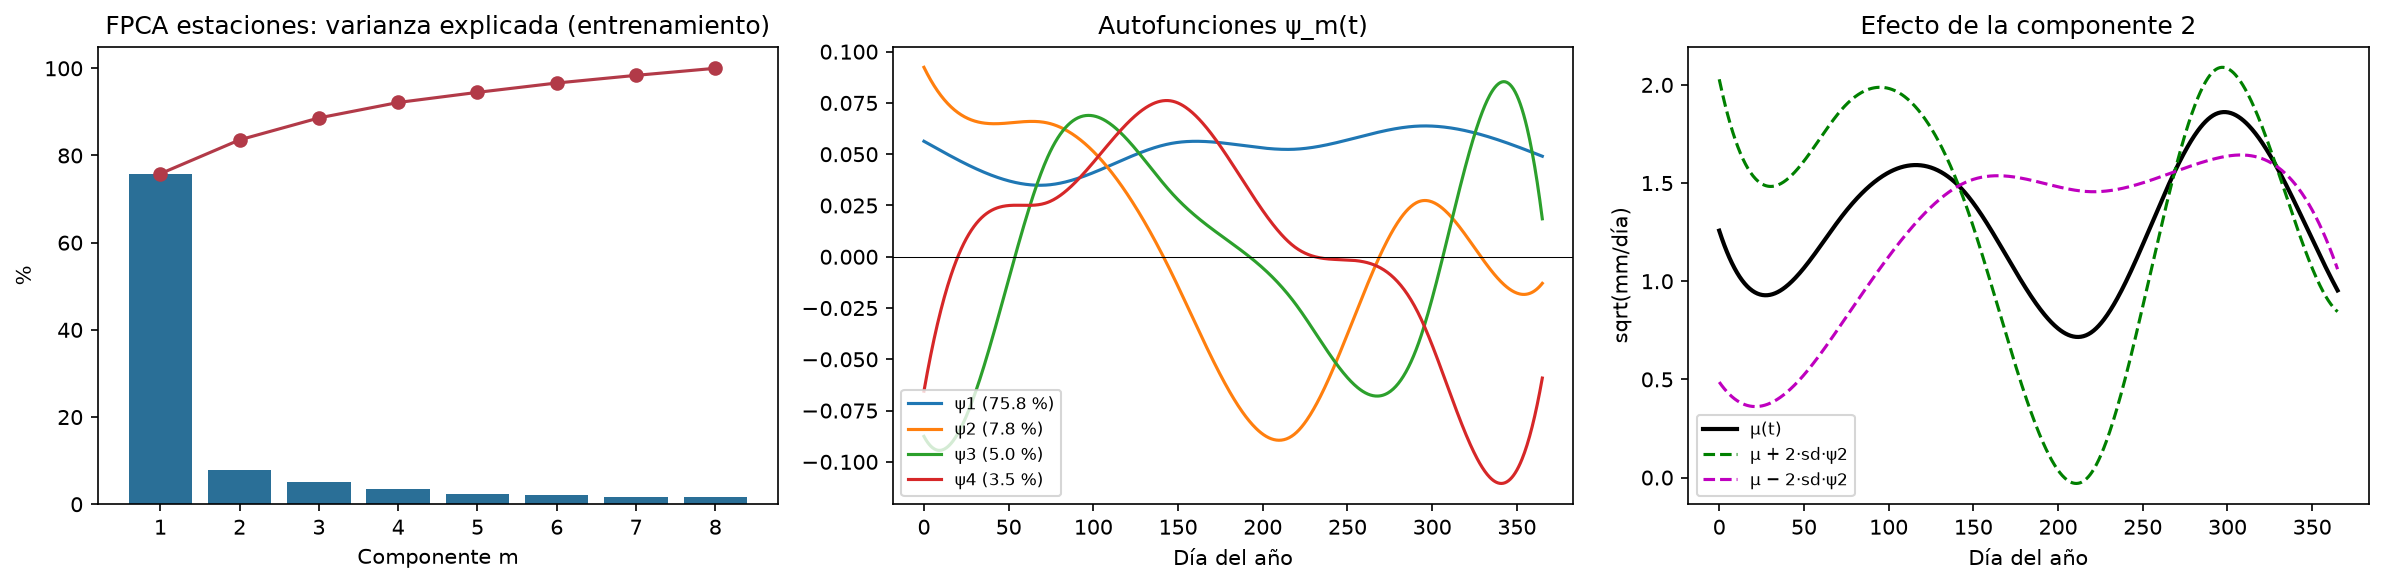 FPCA estaciones: varianza explicada (entrenamiento)
100
80
60
40
20
0
%
1 2 3 4 5 6 7 8
Componente m
Autofunciones ψ_m(t)
0.100
0.075
0.050
0.025
0.000
−0.025
−0.050
−0.075
−0.100
ψ1 (75.8 %)
ψ2 (7.8 %)
ψ3 (5.0 %)
ψ4 (3.5 %)
0 50 100 150 200 250 300 350
Día del año
Efecto de la componente 2
2.0
1.5
1.0
0.5
0.0
sqrt(mm/día)
μ(t)
μ + 2·sd·ψ2
μ − 2·sd·ψ2
0 50 100 150 200 250 300 350
Día del año